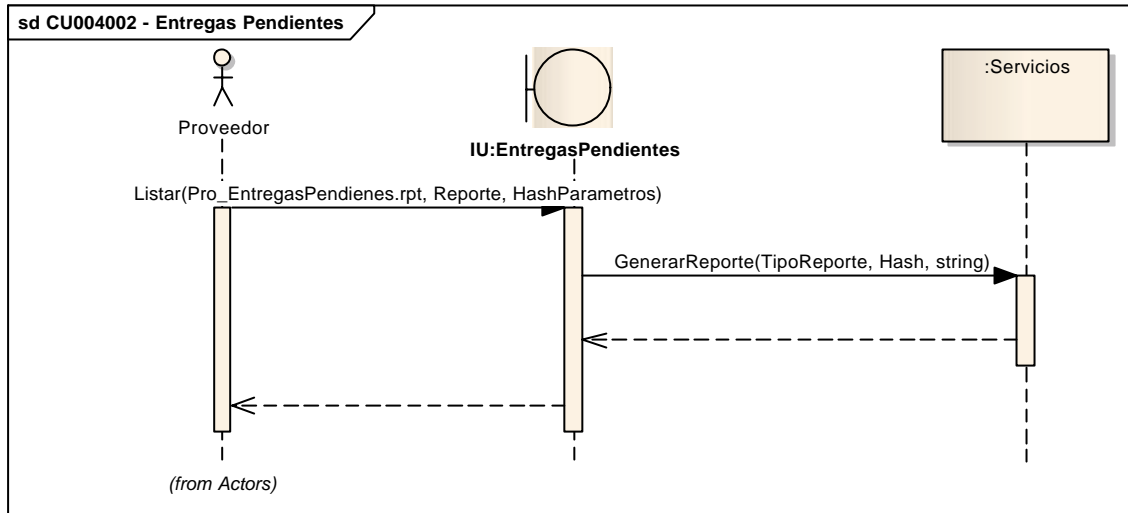 sd CU004002 - Entregas Pendientes
Proveedor
IU:EntregasPendientes
:Servicios
Listar(Pro_EntregasPendienes.rpt, Reporte, HashParametros)
GenerarReporte(TipoReporte, Hash, string)
(from Actors)